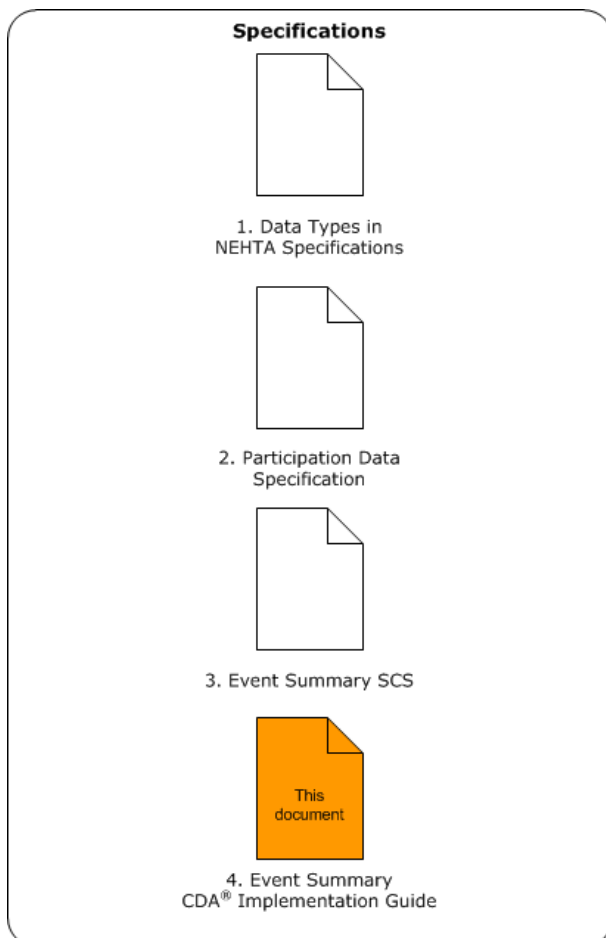 Specifications
1. Data Types in
NEHTA Specifications
2. Participation Data
Specification
3. Event Summary SCS
This
document
4. Event Summary
CDA® Implementation Guide